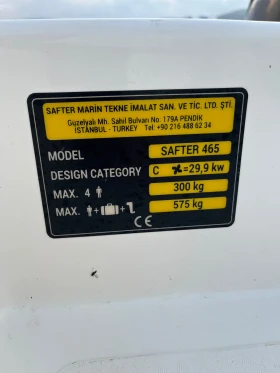 SAFTER MARİN TEKNE İMALAT SAN. VE TİC. LTD. ŞTİ.
Güzelyalı Mh. Sahil Bulvarı No. 179A PENDİK
İSTANBUL - TURKEY Tel: +90 216 488 62 34
MODEL SAFTER 465
DESIGN CATEGORY C =29,9 kw
MAX. 4 300 kg
MAX. + + 575 kg
CE